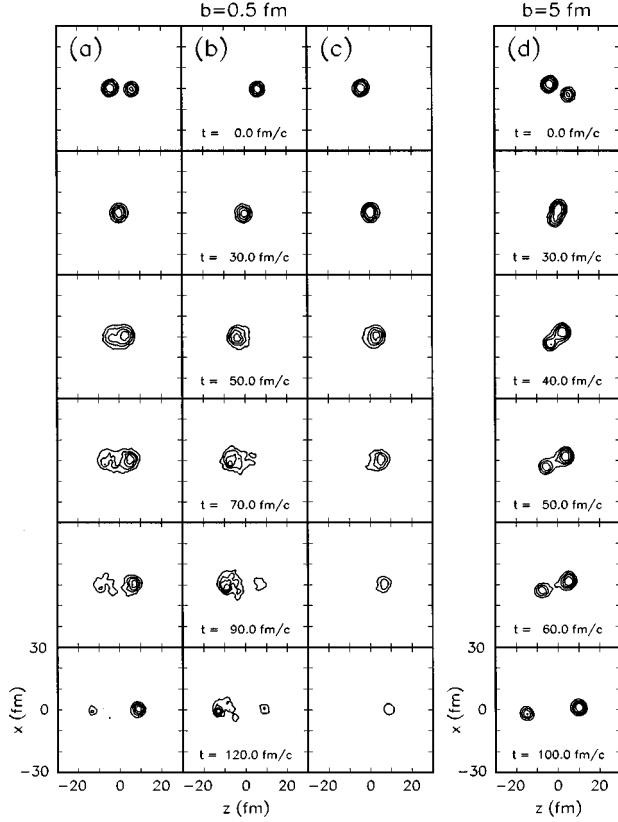 b=0.5 fm b=5 fm
(a) (b) (c) (d)
t = 0.0 fm/c t = 0.0 fm/c
t = 30.0 fm/c t = 30.0 fm/c
t = 50.0 fm/c t = 40.0 fm/c
t = 70.0 fm/c t = 50.0 fm/c
t = 90.0 fm/c t = 60.0 fm/c
30
x (fm) 0 x (fm) 0
t = 120.0 fm/c t = 100.0 fm/c
-30 -30
-20 0 20 -20 0 20 -20 0 20 -20 0 20
z (fm) z (fm) z (fm)